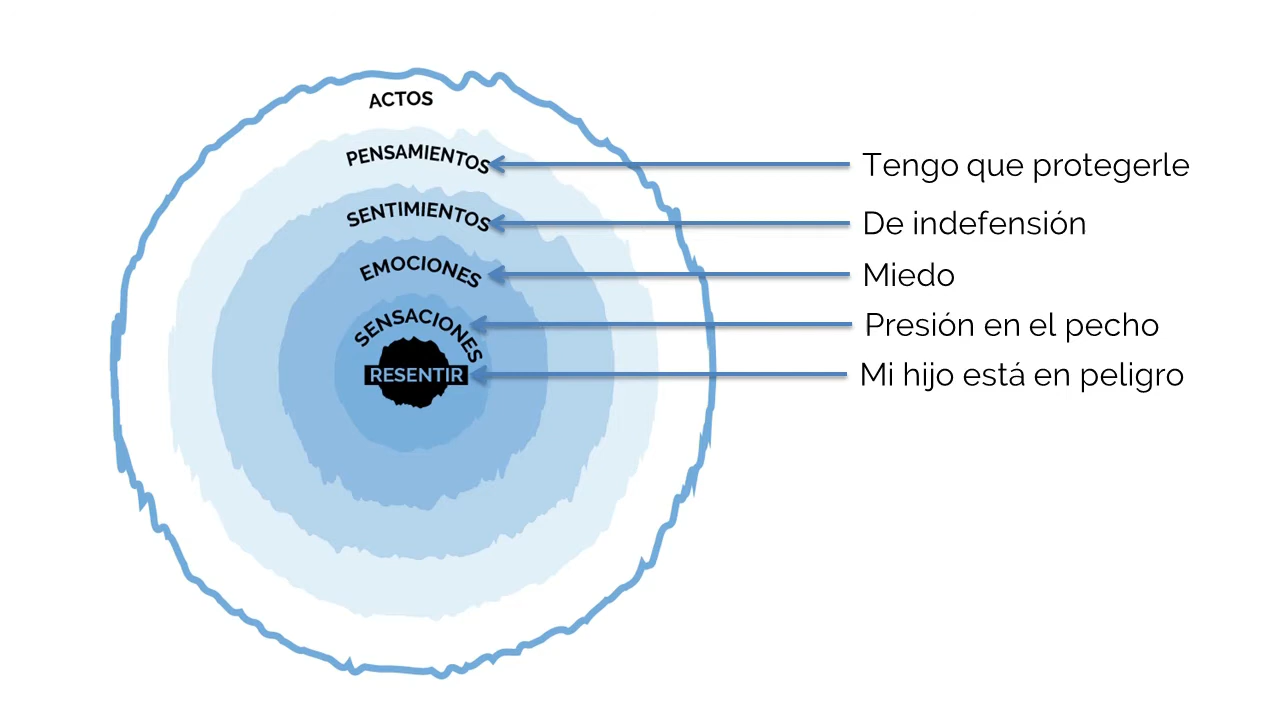 ACTOS
PENSAMIENTOS
Tengo que protegerle
SENTIMIENTOS
De indefensión
EMOCIONES
Miedo
SENSACIONES
Presión en el pecho
RESENTIR
Mi hijo está en peligro